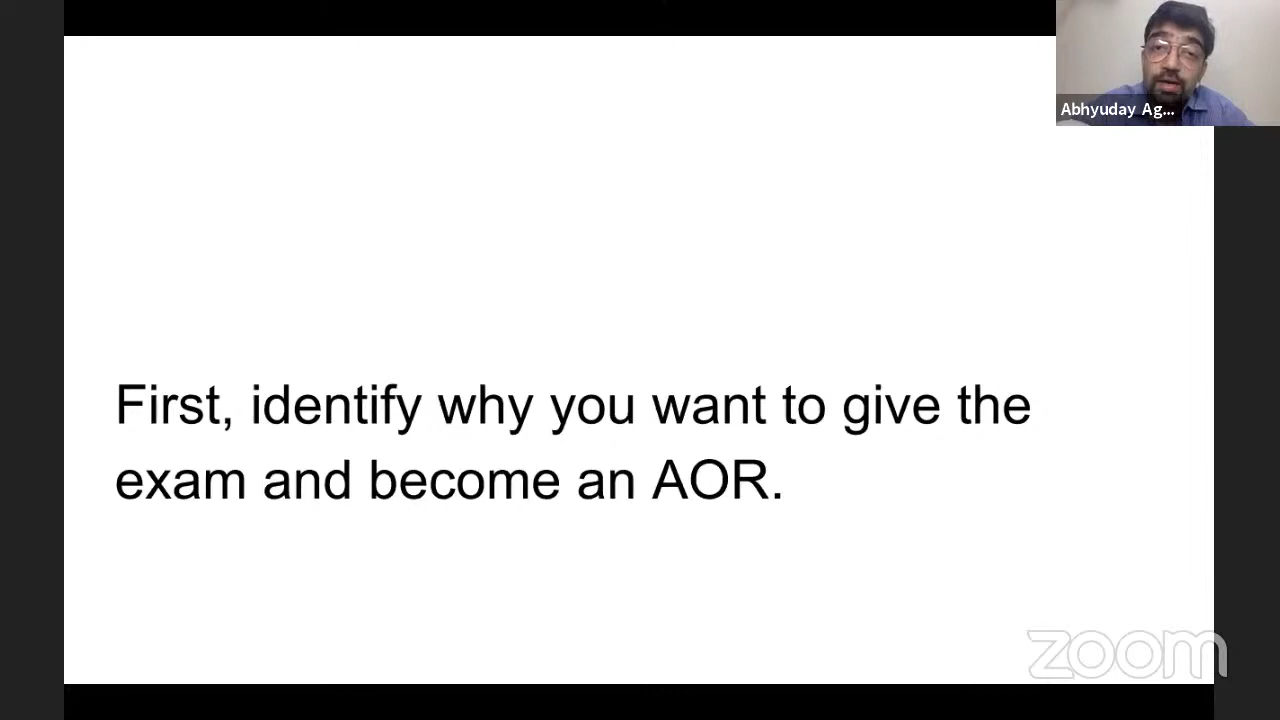 Abhyuday Ag...
First, identify why you want to give the
exam and become an AOR.
zoom